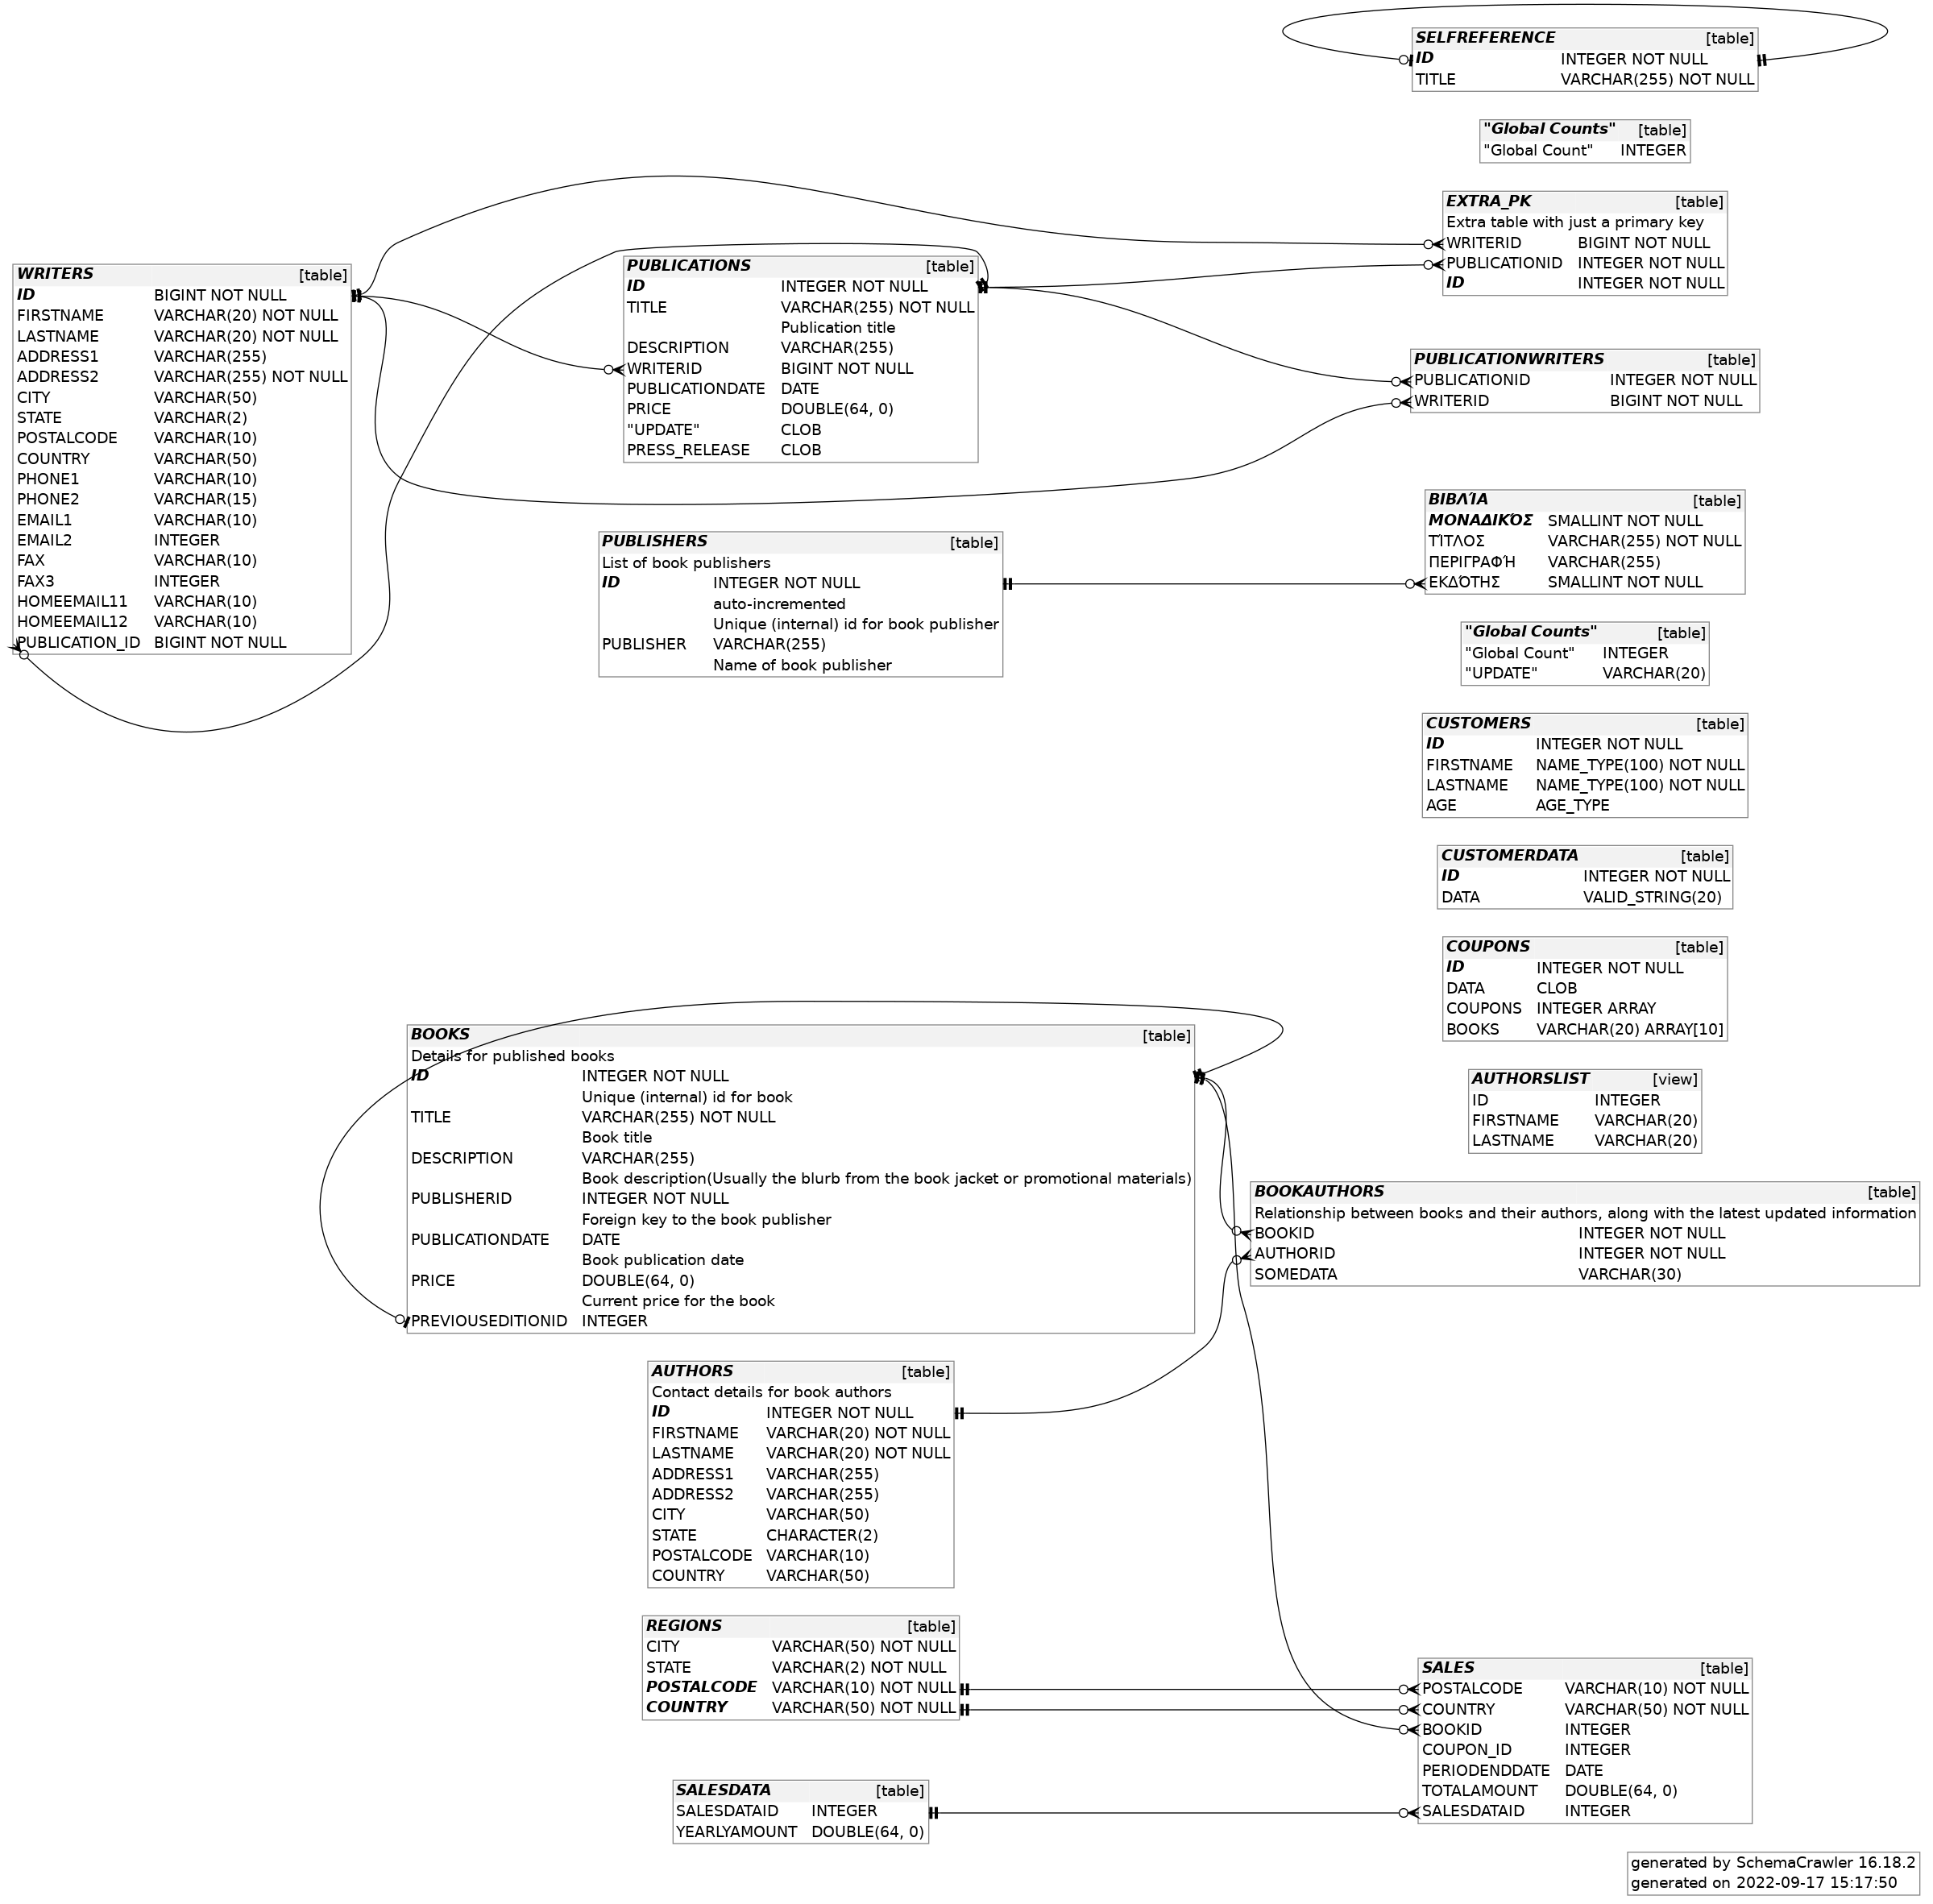 SELFREFERENCE [table]
ID INTEGER NOT NULL
TITLE VARCHAR(255) NOT NULL
"Global Counts" [table]
"Global Count" INTEGER
EXTRA_PK [table]
Extra table with just a primary key
WRITERID BIGINT NOT NULL
PUBLICATIONID INTEGER NOT NULL
ID INTEGER NOT NULL
WRITERS [table]
ID BIGINT NOT NULL
FIRSTNAME VARCHAR(20) NOT NULL
LASTNAME VARCHAR(20) NOT NULL
ADDRESS1 VARCHAR(255)
ADDRESS2 VARCHAR(255) NOT NULL
CITY VARCHAR(50)
STATE VARCHAR(2)
POSTALCODE VARCHAR(10)
COUNTRY VARCHAR(50)
PHONE1 VARCHAR(10)
PHONE2 VARCHAR(15)
EMAIL1 VARCHAR(10)
EMAIL2 INTEGER
FAX VARCHAR(10)
FAX3 INTEGER
HOMEEMAIL11 VARCHAR(10)
HOMEEMAIL12 VARCHAR(10)
PUBLICATION_ID BIGINT NOT NULL
PUBLICATIONS [table]
ID INTEGER NOT NULL
TITLE VARCHAR(255) NOT NULL
Publication title
DESCRIPTION VARCHAR(255)
WRITERID BIGINT NOT NULL
PUBLICATIONDATE DATE
PRICE DOUBLE(64, 0)
"UPDATE" CLOB
PRESS_RELEASE CLOB
PUBLICATIONWRITERS [table]
PUBLICATIONID INTEGER NOT NULL
WRITERID BIGINT NOT NULL
PUBLISHERS [table]
List of book publishers
ID INTEGER NOT NULL
auto-incremented
Unique (internal) id for book publisher
PUBLISHER VARCHAR(255)
Name of book publisher
ΒΙΒΛΊΑ [table]
ΜΟΝΑΔΙΚΌΣ SMALLINT NOT NULL
ΤΊΤΛΟΣ VARCHAR(255) NOT NULL
ΠΕΡΙΓΡΑΦΉ VARCHAR(255)
ΕΚΔΌΤΗΣ SMALLINT NOT NULL
"Global Counts" [table]
"Global Count" INTEGER
"UPDATE" VARCHAR(20)
CUSTOMERS [table]
ID INTEGER NOT NULL
FIRSTNAME NAME_TYPE(100) NOT NULL
LASTNAME NAME_TYPE(100) NOT NULL
AGE AGE_TYPE
CUSTOMERDATA [table]
ID INTEGER NOT NULL
DATA VALID_STRING(20)
COUPONS [table]
ID INTEGER NOT NULL
DATA CLOB
COUPONS INTEGER ARRAY
BOOKS VARCHAR(20) ARRAY[10]
AUTHORSLIST [view]
ID INTEGER
FIRSTNAME VARCHAR(20)
LASTNAME VARCHAR(20)
BOOKS [table]
Details for published books
ID INTEGER NOT NULL
Unique (internal) id for book
TITLE VARCHAR(255) NOT NULL
Book title
DESCRIPTION VARCHAR(255)
Book description(Usually the blurb from the book jacket or promotional materials)
PUBLISHERID INTEGER NOT NULL
Foreign key to the book publisher
PUBLICATIONDATE DATE
Book publication date
PRICE DOUBLE(64, 0)
Current price for the book
PREVIOUSEDITIONID INTEGER
BOOKAUTHORS [table]
Relationship between books and their authors, along with the latest updated information
BOOKID INTEGER NOT NULL
AUTHORID INTEGER NOT NULL
SOMEDATA VARCHAR(30)
AUTHORS [table]
Contact details for book authors
ID INTEGER NOT NULL
FIRSTNAME VARCHAR(20) NOT NULL
LASTNAME VARCHAR(20) NOT NULL
ADDRESS1 VARCHAR(255)
ADDRESS2 VARCHAR(255)
CITY VARCHAR(50)
STATE CHARACTER(2)
POSTALCODE VARCHAR(10)
COUNTRY VARCHAR(50)
REGIONS [table]
CITY VARCHAR(50) NOT NULL
STATE VARCHAR(2) NOT NULL
POSTALCODE VARCHAR(10) NOT NULL
COUNTRY VARCHAR(50) NOT NULL
SALES [table]
POSTALCODE VARCHAR(10) NOT NULL
COUNTRY VARCHAR(50) NOT NULL
BOOKID INTEGER
COUPON_ID INTEGER
PERIODENDDATE DATE
TOTALAMOUNT DOUBLE(64, 0)
SALESDATAID INTEGER
SALESDATA [table]
SALESDATAID INTEGER
YEARLYAMOUNT DOUBLE(64, 0)
generated by SchemaCrawler 16.18.2
generated on 2022-09-17 15:17:50